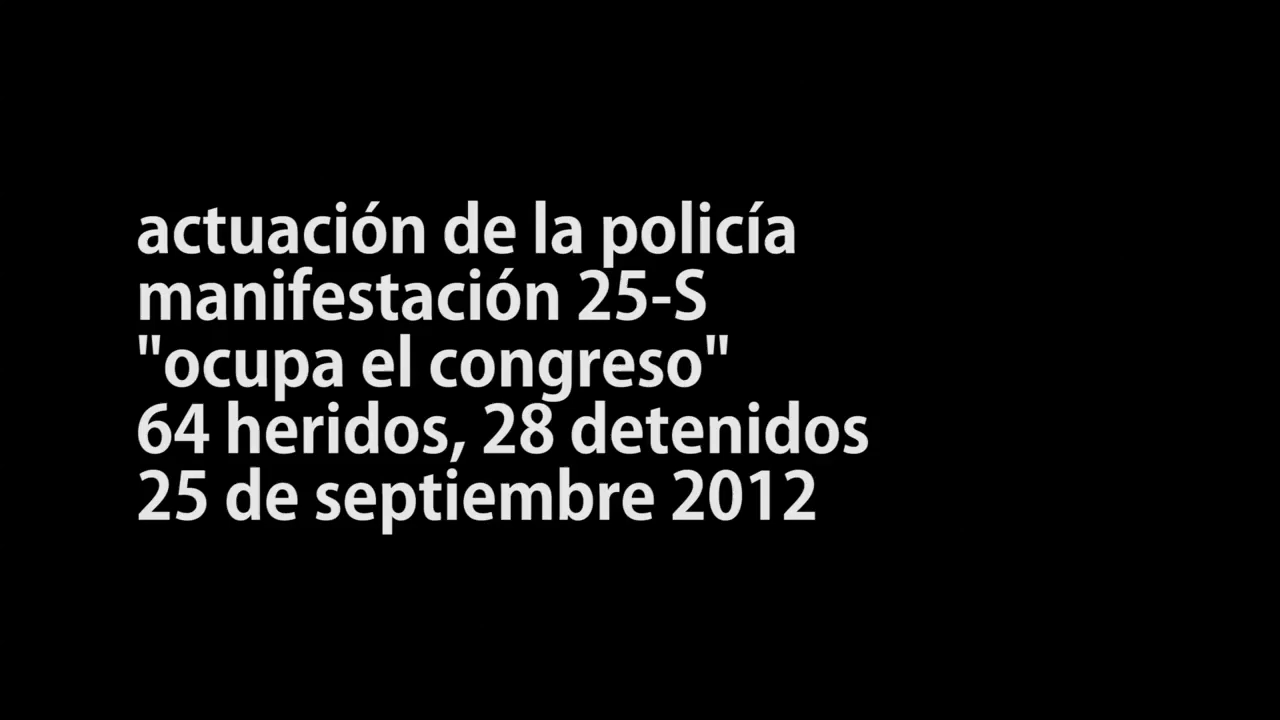 actuación de la policía
manifestación 25-S
"ocupa el congreso"
64 heridos, 28 detenidos
25 de septiembre 2012